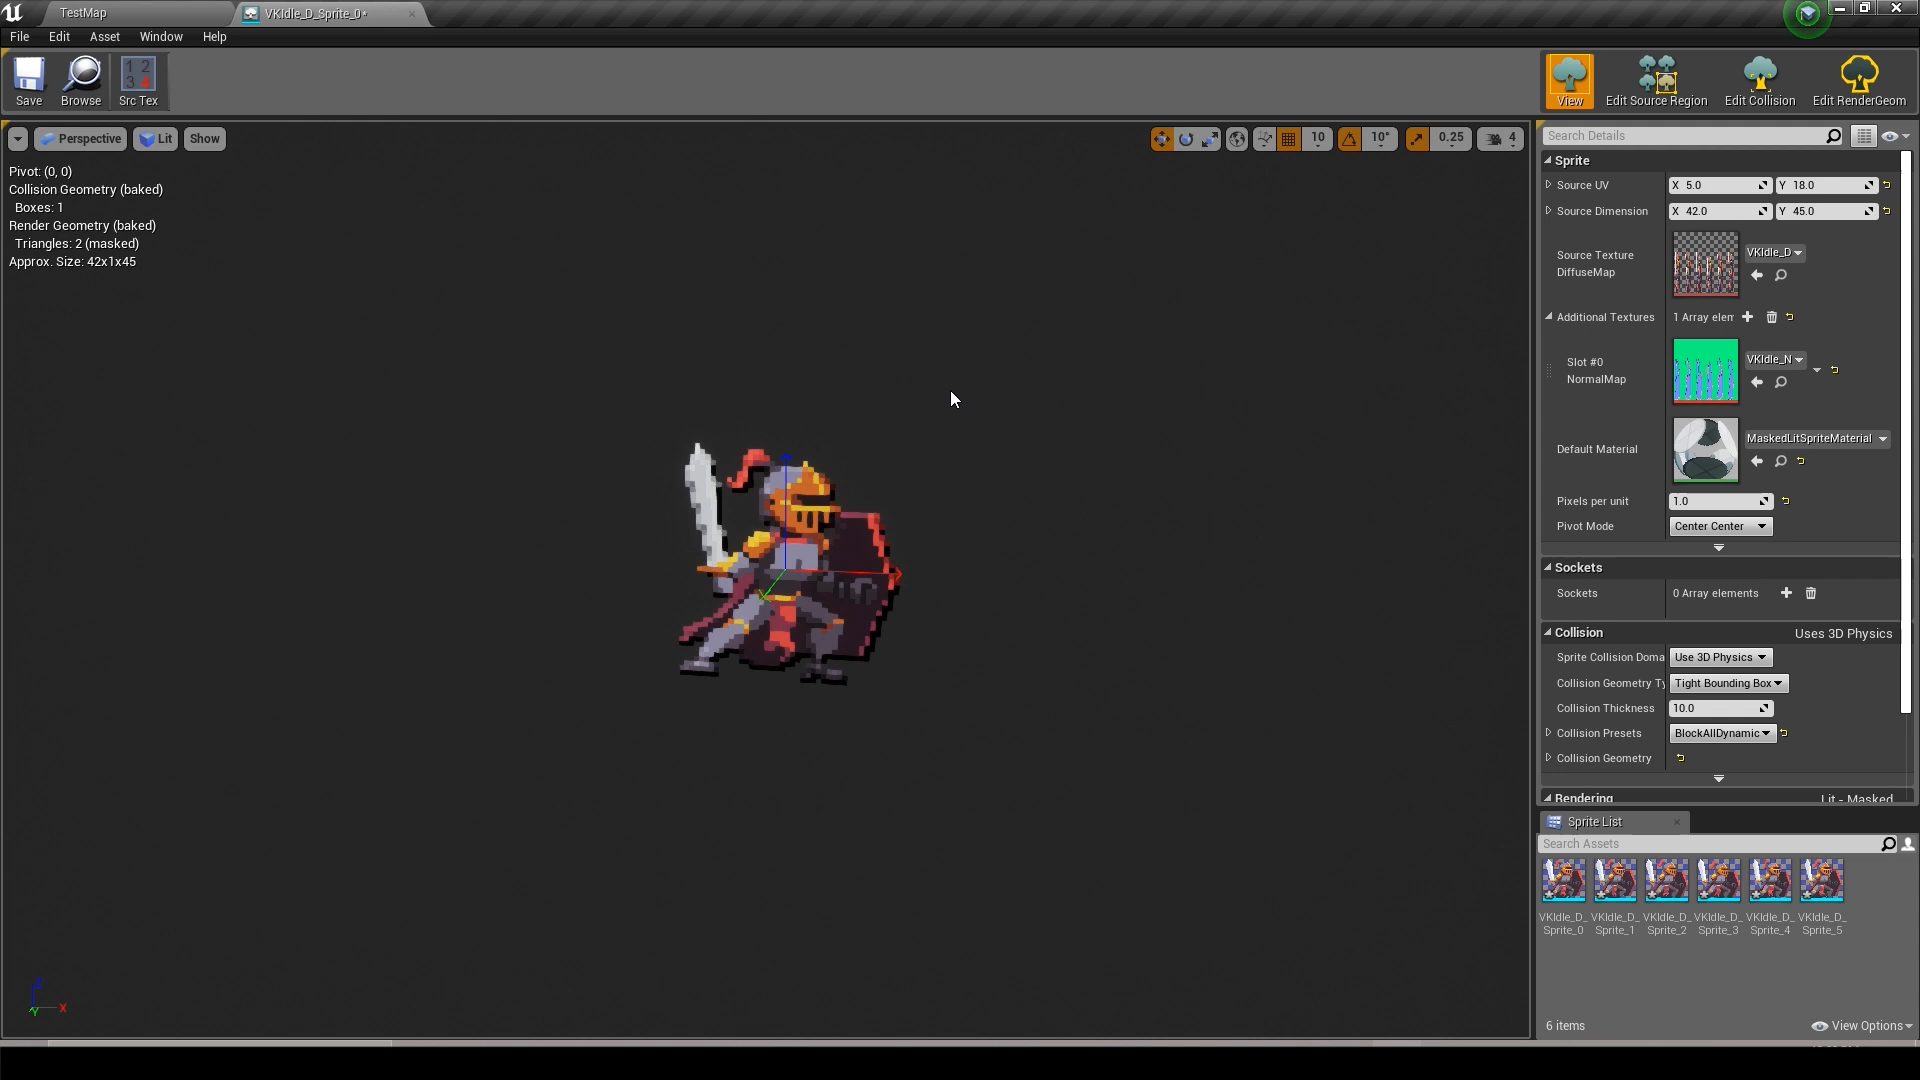 TestMap
VKIdle_D_Sprite_0*
File Edit Asset Window Help
Save
Browse
1 2
3 4
Src Tex
View
Edit Source Region
Edit Collision
Edit RenderGeom
Perspective
Lit
Show
10
10°
0.25
4
Pivot: (0, 0)
Collision Geometry (baked)
Boxes: 1
Render Geometry (baked)
Triangles: 2 (masked)
Approx. Size: 42x1x45
Z
X
Y
Search Details
Sprite
Source UV X 5.0 Y 18.0
Source Dimension X 42.0 Y 45.0
Source Texture
DiffuseMap
VKIdle_D
Additional Textures 1 Array elem
Slot #0
NormalMap
VKIdle_N
Default Material
MaskedLitSpriteMaterial
Pixels per unit 1.0
Pivot Mode Center Center
Sockets
Sockets 0 Array elements
Collision Uses 3D Physics
Sprite Collision Doma Use 3D Physics
Collision Geometry Ty Tight Bounding Box
Collision Thickness 10.0
Collision Presets BlockAllDynamic
Collision Geometry
Rendering Lit - Masked
Sprite List
Search Assets
VKIdle_D_ VKIdle_D_ VKIdle_D_ VKIdle_D_ VKIdle_D_ VKIdle_D_
Sprite_0 Sprite_1 Sprite_2 Sprite_3 Sprite_4 Sprite_5
6 items
View Options